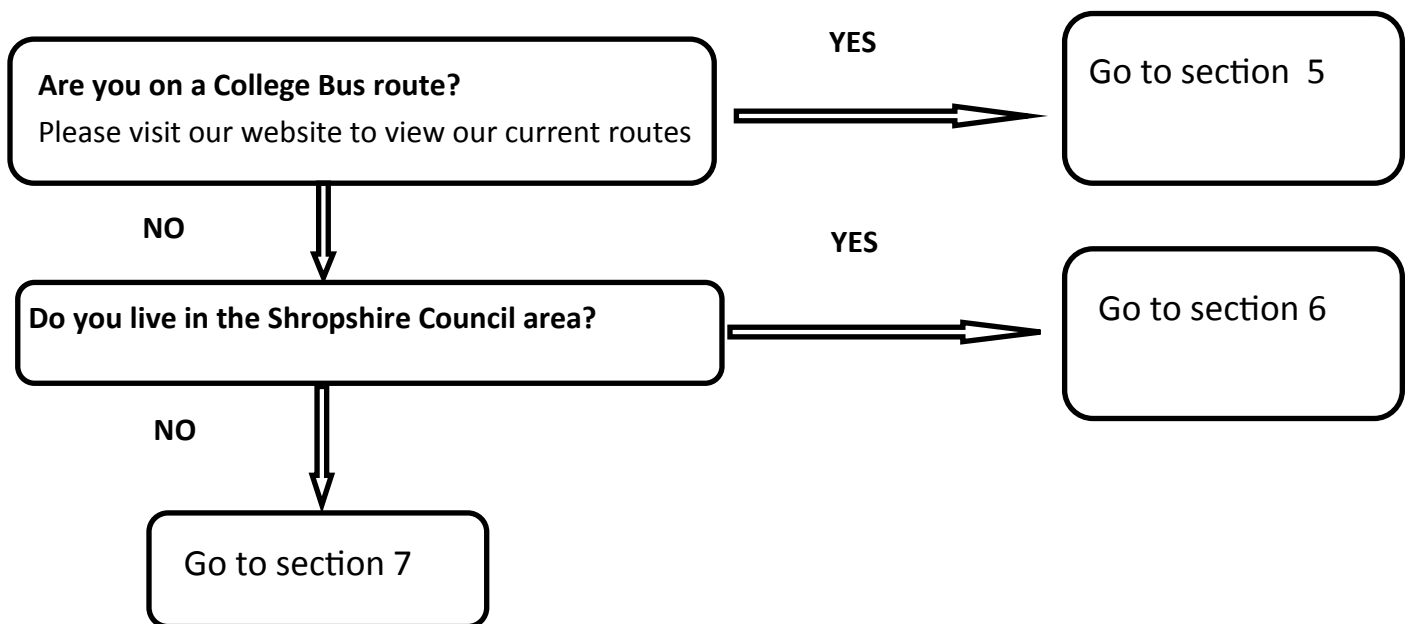 YES
Are you on a College Bus route?
Please visit our website to view our current routes
Go to section 5
NO
YES
Do you live in the Shropshire Council area?
Go to section 6
NO
Go to section 7